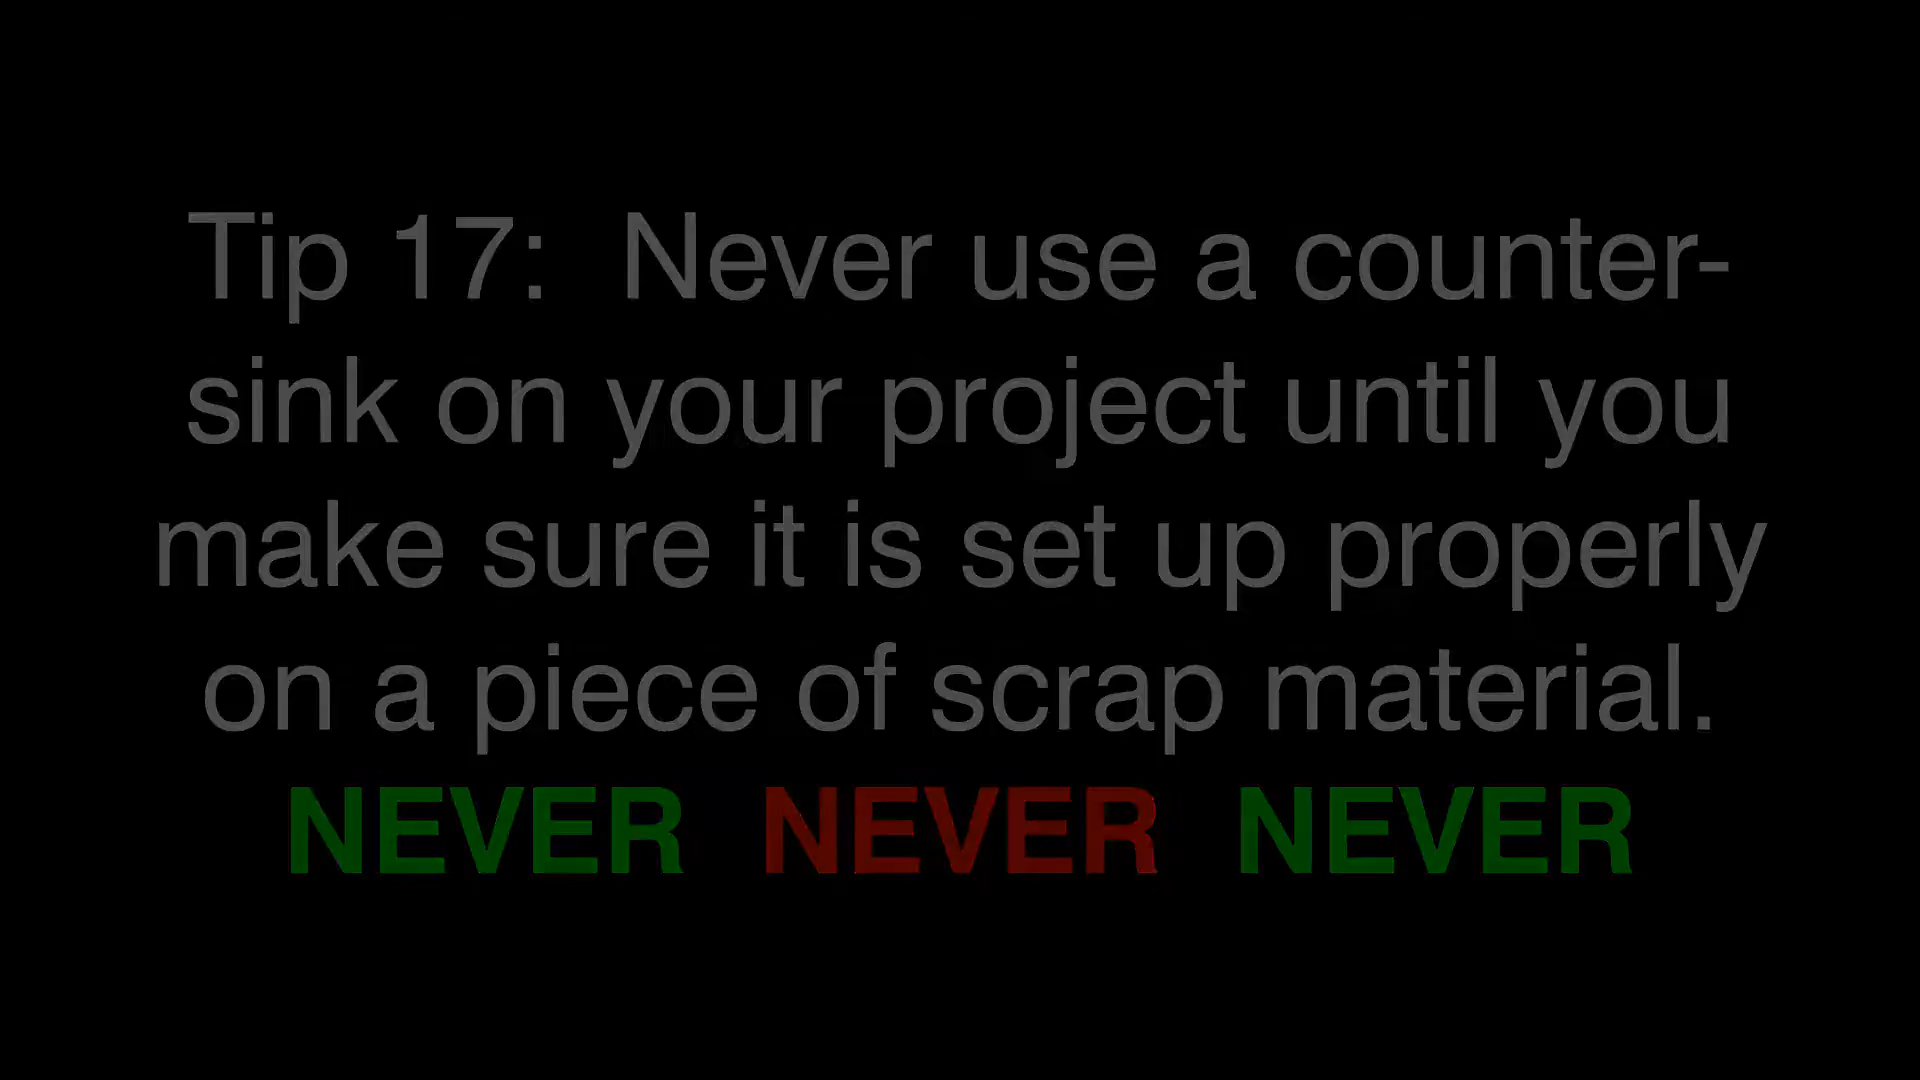 Tip 17:  Never use a counter-
sink on your project until you
make sure it is set up properly
on a piece of scrap material.
NEVER  NEVER  NEVER